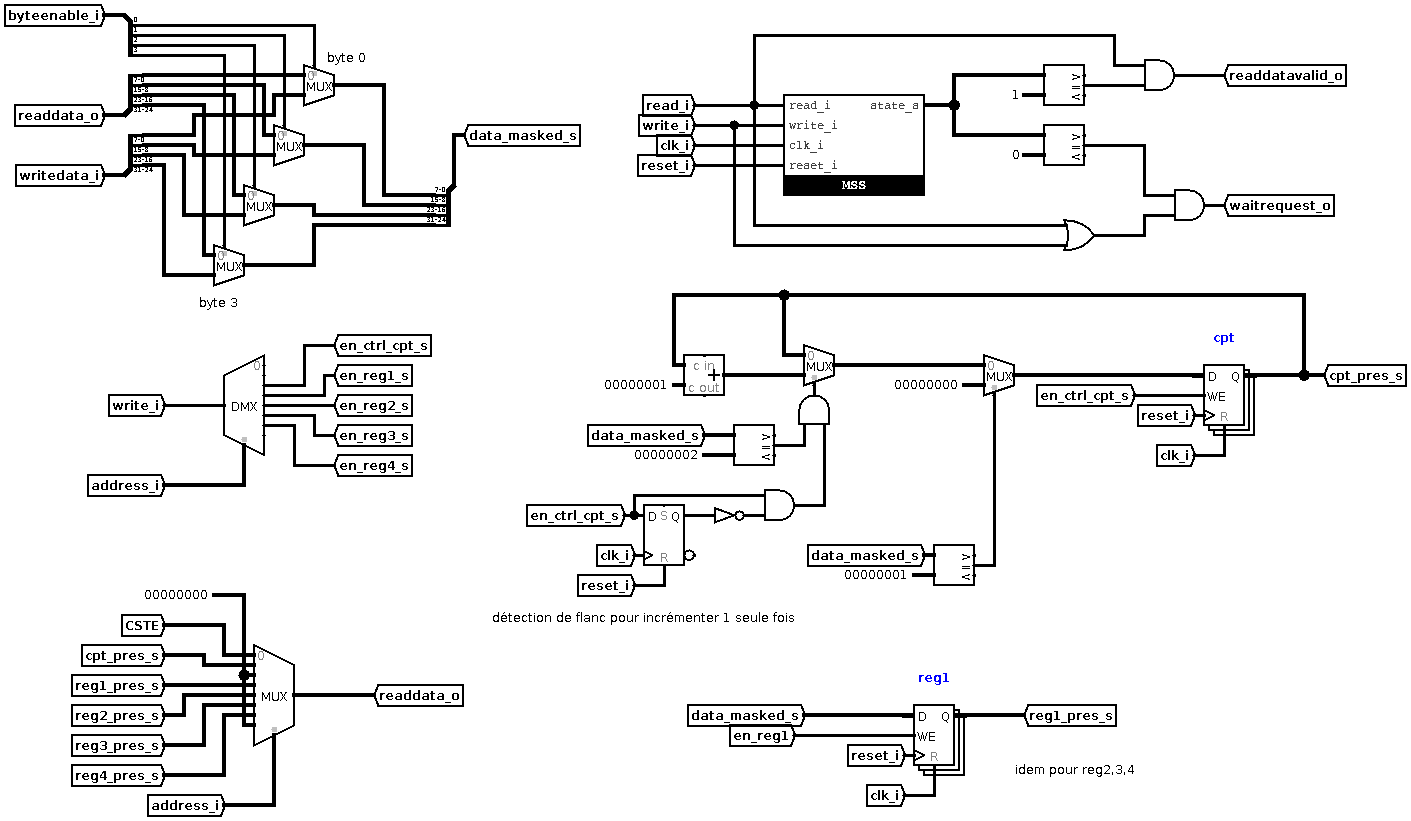 byteenable_i
0
1
2
3
byte 0
0
MUX
readdata_o
7-0
15-8
23-16
31-24
0
MUX
data_masked_s
writedata_i
7-0
15-8
23-16
31-24
0
MUX
7-0
15-8
23-16
31-24
0
MUX
byte 3
readdatavalid_o
1
read_i
write_i
clk_i
reset_i
read_i
write_i
clk_i
reset_i
state_s
MSS
0
waitrequest_o
write_i
address_i
0
DMX
en_ctrl_cpt_s
en_reg1_s
en_reg2_s
en_reg3_s
en_reg4_s
c in
+
c out
00000001
0
MUX
00000000
0
MUX
cpt
D Q
WE
R
en_ctrl_cpt_s
reset_i
clk_i
cpt_pres_s
data_masked_s
00000002
en_ctrl_cpt_s
D S Q
R
clk_i
reset_i
data_masked_s
00000001
détection de flanc pour incrémenter 1 seule fois
00000000
CSTE
cpt_pres_s
reg1_pres_s
reg2_pres_s
reg3_pres_s
reg4_pres_s
address_i
0
MUX
readdata_o
reg1
data_masked_s
en_reg1
reset_i
clk_i
D Q
WE
R
reg1_pres_s
idem pour reg2,3,4